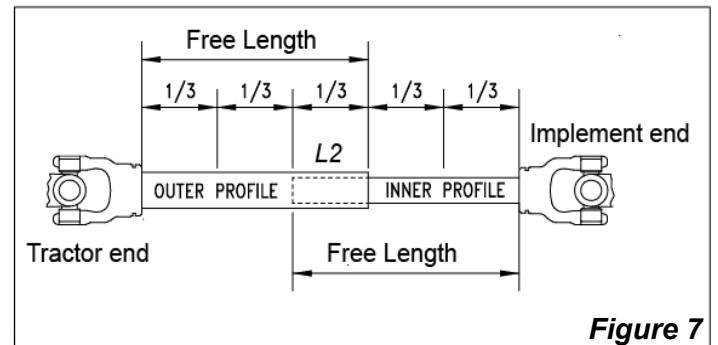 Free Length
1/3 1/3 1/3 1/3 1/3
L2
Implement end
OUTER PROFILE INNER PROFILE
Tractor end
Free Length
Figure 7